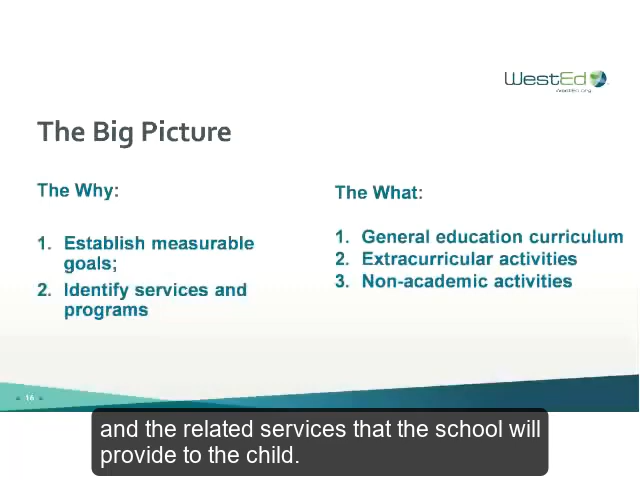 WestEd
WestEd.org
The Big Picture
The Why:
1. Establish measurable
goals;
2. Identify services and
programs
The What:
1. General education curriculum
2. Extracurricular activities
3. Non-academic activities
16
and the related services that the school will
provide to the child.